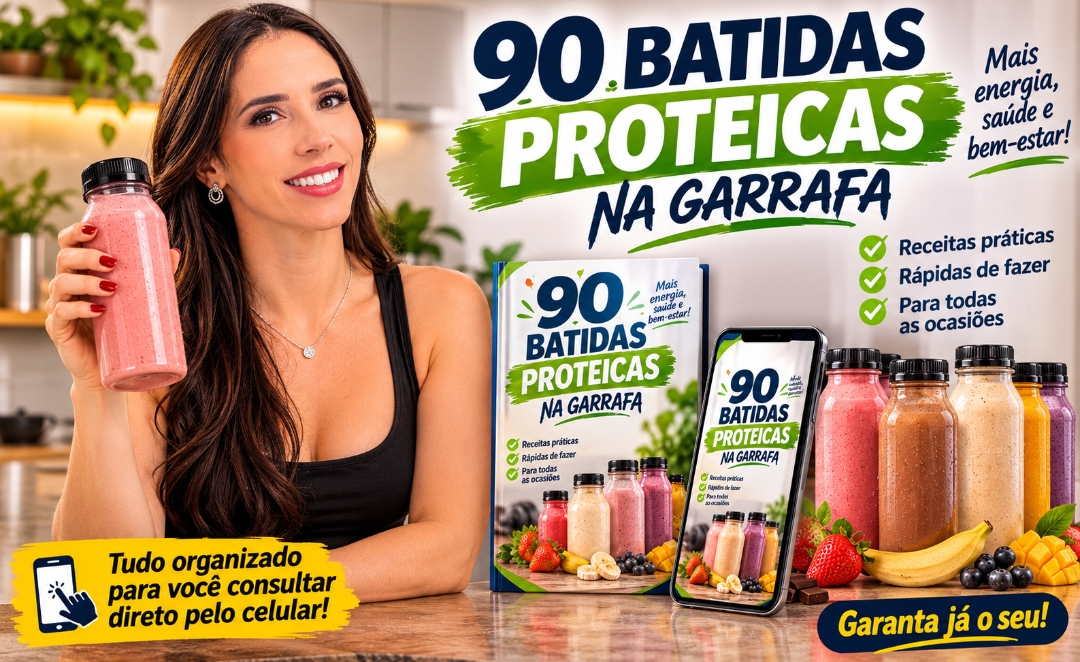 90 BATIDAS
PROTEICAS
NA GARRAFA
Mais
energia,
saúde e
bem-estar!
Receitas práticas
Rápidas de fazer
Para todas
as ocasiões
90
BATIDAS
PROTEICAS
NA GARRAFA
Mais
energia,
saúde e
bem-estar!
Receitas práticas
Rápidas de fazer
Para todas
as ocasiões
90
BATIDAS
PROTEICAS
NA GARRAFA
Receitas práticas
Rápidas de fazer
Para todas
as ocasiões
Tudo organizado
para você consultar
direto pelo celular!
Garanta já o seu!